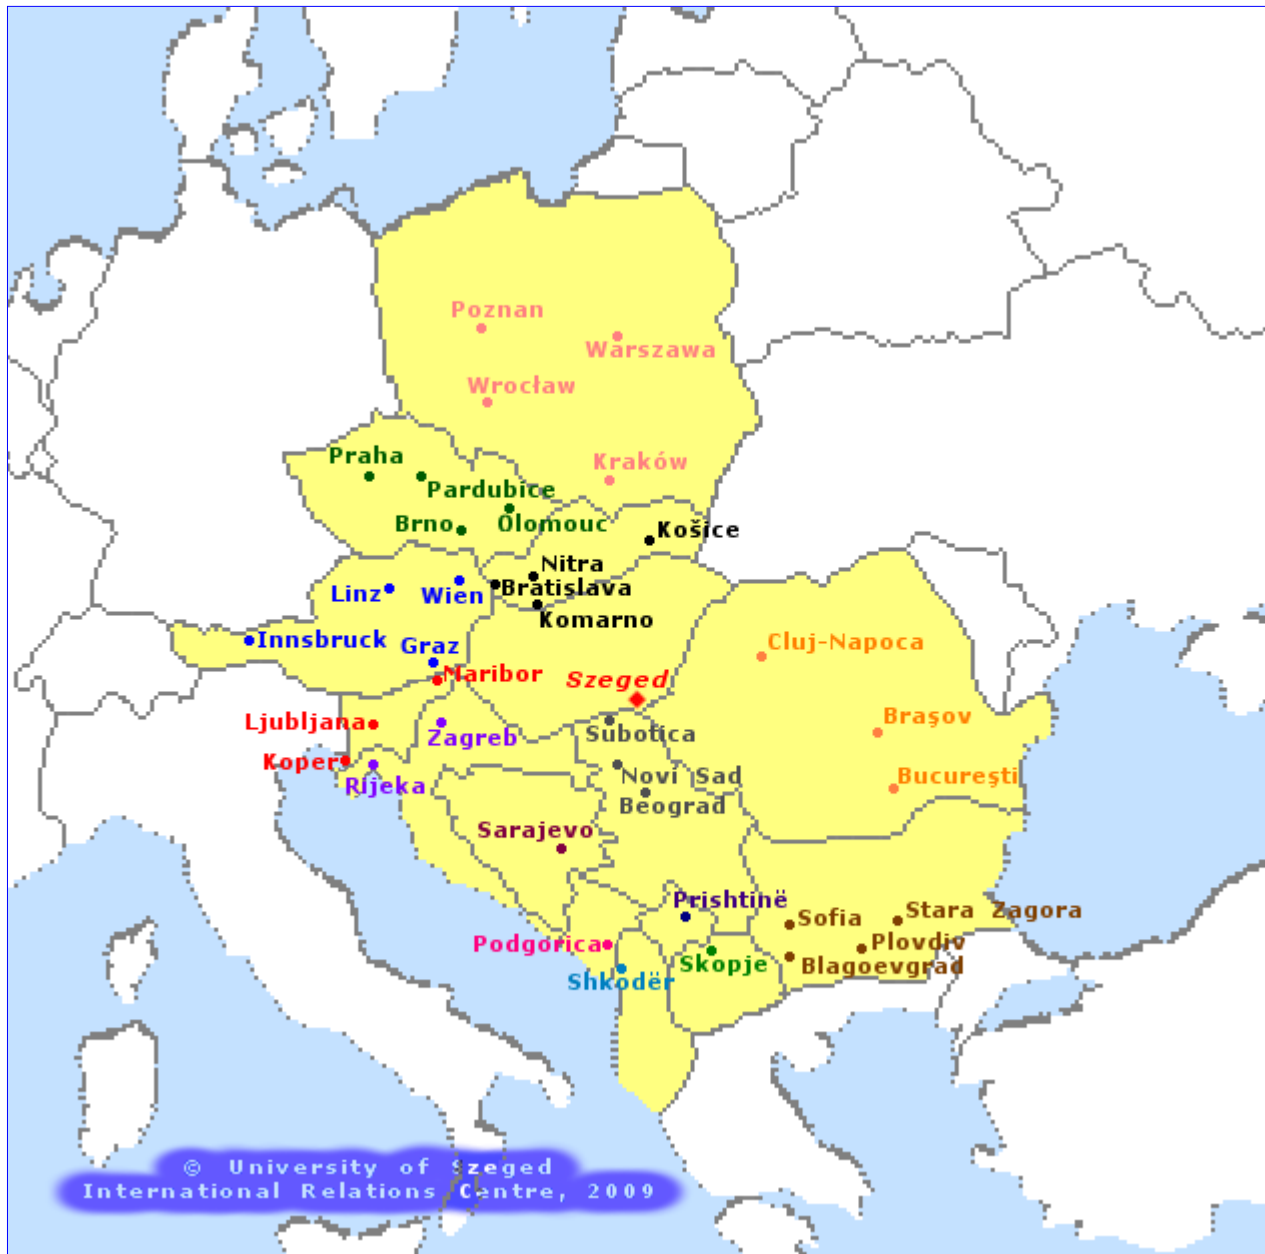 Poznan
Warszawa
Wrocław
Kraków
Praha
Pardubice
Brno
Olomouc
Košice
Nitra
Bratislava
Linz
Wien
Komarno
Innsbruck
Graz
Cluj-Napoca
Maribor
Szeged
Ljubljana
Braşov
Zagreb
Subotica
Koper
Rijeka
Novi Sad
Bucureşti
Beograd
Sarajevo
Prishtinë
Sofia
Stara Zagora
Podgorica
Plovdiv
Skopje
Blagoevgrad
Shkodër
© University of Szeged
International Relations Centre, 2009